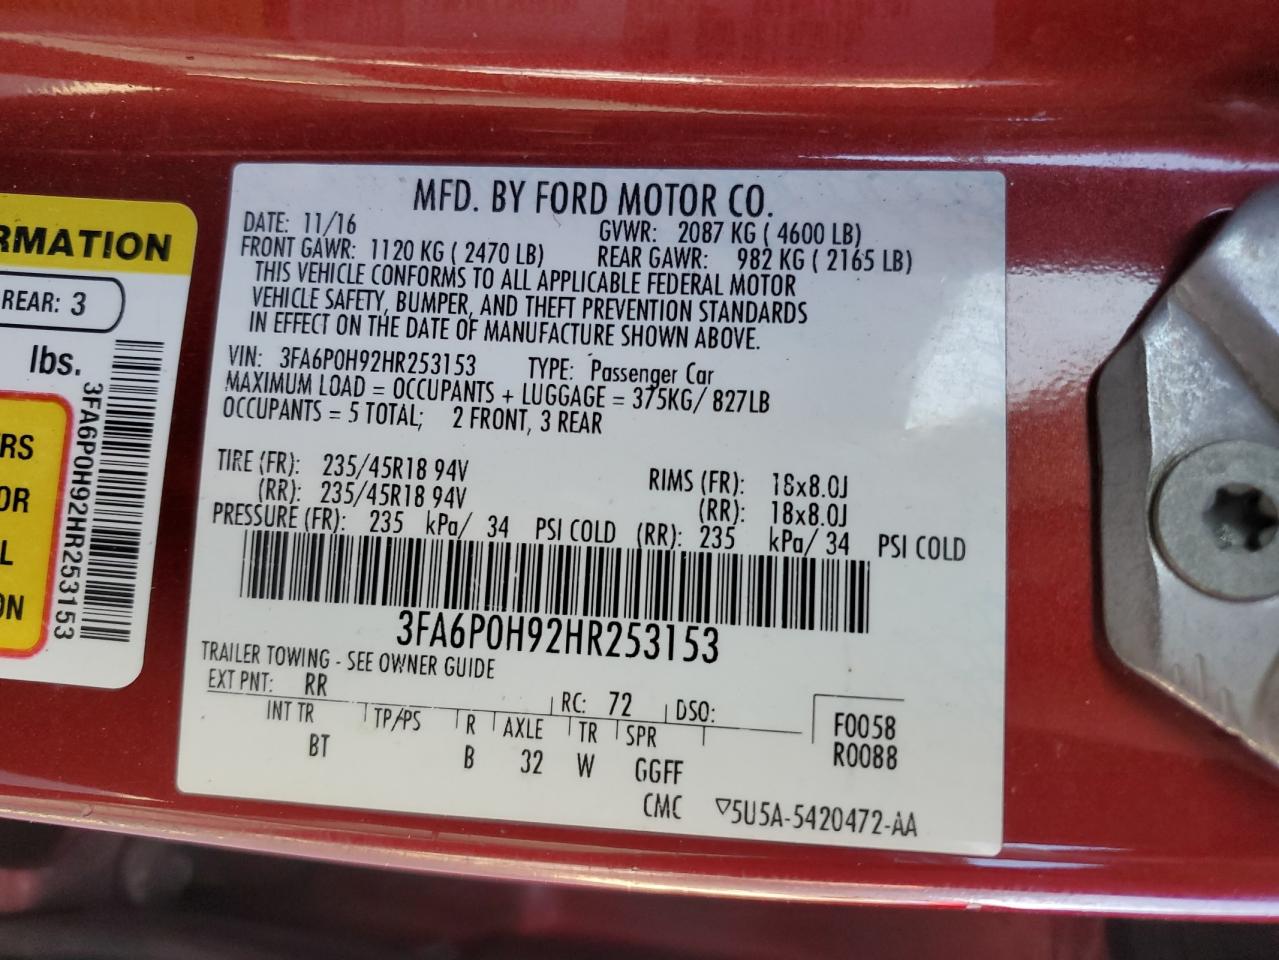 RMATION
REAR: 3
lbs.
RS
OR
L
ON
3FA6P0H92HR253153
MFD. BY FORD MOTOR CO.
DATE: 11/16 GVWR: 2087 KG ( 4600 LB)
FRONT GAWR: 1120 KG ( 2470 LB) REAR GAWR: 982 KG ( 2165 LB)
THIS VEHICLE CONFORMS TO ALL APPLICABLE FEDERAL MOTOR
VEHICLE SAFETY, BUMPER, AND THEFT PREVENTION STANDARDS
IN EFFECT ON THE DATE OF MANUFACTURE SHOWN ABOVE.
VIN: 3FA6P0H92HR253153 TYPE: Passenger Car
MAXIMUM LOAD = OCCUPANTS + LUGGAGE = 375KG/ 827LB
OCCUPANTS = 5 TOTAL; 2 FRONT, 3 REAR
TIRE (FR): 235/45R18 94V RIMS (FR): 18x8.0J
(RR): 235/45R18 94V (RR): 18x8.0J
PRESSURE (FR): 235 kPa/ 34 PSI COLD (RR): 235 kPa/ 34 PSI COLD
3FA6P0H92HR253153
TRAILER TOWING - SEE OWNER GUIDE
EXT PNT: RR RC: 72 DSO:
INT TR TP/PS R AXLE TR SPR F0058
BT B 32 W GGFF R0088
CMC ▽5U5A-5420472-AA